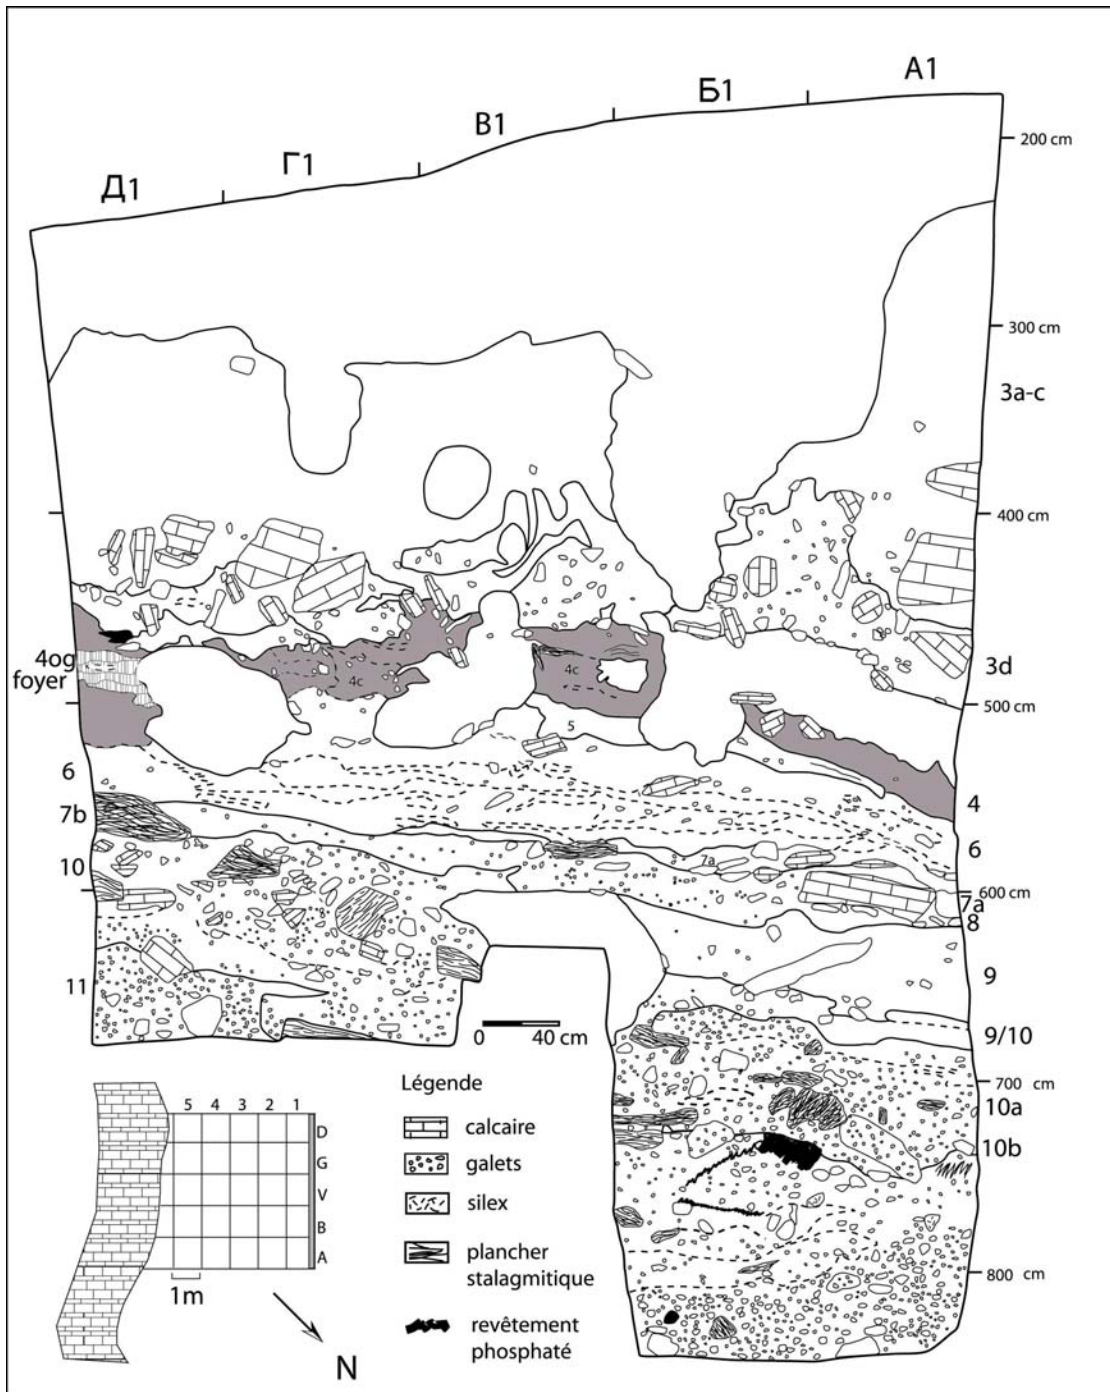 А1
Б1
В1
Г1
Д1
200 cm
300 cm
3a-c
400 cm
4og
foyer
4c
4c
3d
500 cm
5
6
4
7b
6
7a
10
600 cm
7a
8
11
9
9/10
0 40 cm
700 cm
10a
10b
800 cm
5 4 3 2 1
D
G
V
B
A
1m
N
Légende
calcaire
galets
silex
plancher
stalagmitique
revêtement
phosphaté